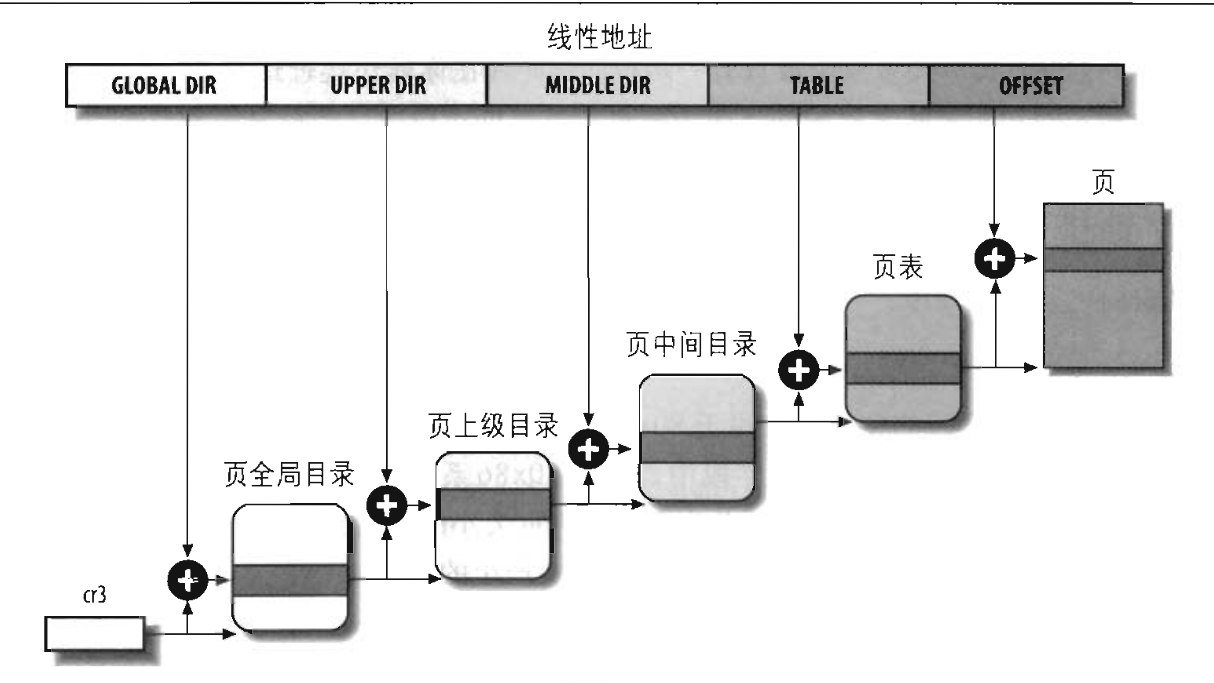 线性地址
GLOBAL DIR UPPER DIR MIDDLE DIR TABLE OFFSET
页
页表
页中间目录
页上级目录
页全局目录
cr3